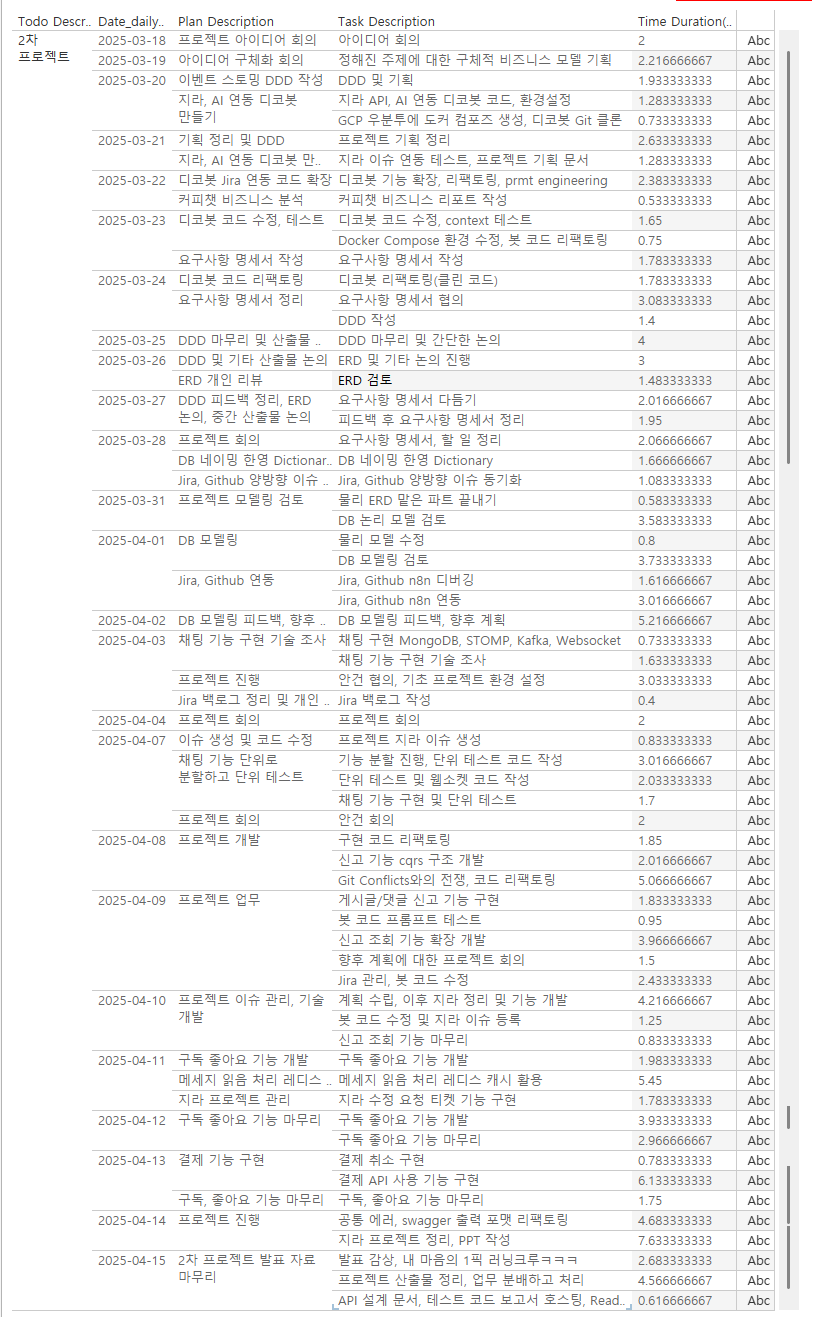 Todo Descr.. Date_daily.. Plan Description Task Description Time Duration(..
2차 2025-03-18 프로젝트 아이디어 회의 아이디어 회의 2 Abc
프로젝트 2025-03-19 아이디어 구체화 회의 정해진 주제에 대한 구체적 비즈니스 모델 기획 2.216666667 Abc
2025-03-20 이벤트 스토밍 DDD 작성 DDD 및 기획 1.933333333 Abc
지라, AI 연동 디코봇 지라 API, AI 연동 디코봇 코드, 환경설정 1.283333333 Abc
만들기 GCP 우분투에 도커 컴포즈 생성, 디코봇 Git 클론 0.733333333 Abc
2025-03-21 기획 정리 및 DDD 프로젝트 기획 정리 2.633333333 Abc
지라, AI 연동 디코봇 만.. 지라 이슈 연동 테스트, 프로젝트 기획 문서 1.283333333 Abc
2025-03-22 디코봇 Jira 연동 코드 확장 디코봇 기능 확장, 리팩토링, prmt engineering 2.383333333 Abc
커피챗 비즈니스 분석 커피챗 비즈니스 리포트 작성 0.533333333 Abc
2025-03-23 디코봇 코드 수정, 테스트 디코봇 코드 수정, context 테스트 1.65 Abc
Docker Compose 환경 수정, 봇 코드 리팩토링 0.75 Abc
요구사항 명세서 작성 요구사항 명세서 작성 1.783333333 Abc
2025-03-24 디코봇 코드 리팩토링 디코봇 리팩토링(클린 코드) 1.783333333 Abc
요구사항 명세서 정리 요구사항 명세서 협의 3.083333333 Abc
DDD 작성 1.4 Abc
2025-03-25 DDD 마무리 및 산출물 .. DDD 마무리 및 간단한 논의 4 Abc
2025-03-26 DDD 및 기타 산출물 논의 ERD 및 기타 논의 진행 3 Abc
ERD 개인 리뷰 ERD 검토 1.483333333 Abc
2025-03-27 DDD 피드백 정리, ERD 요구사항 명세서 다듬기 2.016666667 Abc
논의, 중간 산출물 논의 피드백 후 요구사항 명세서 정리 1.95 Abc
2025-03-28 프로젝트 회의 요구사항 명세서, 할 일 정리 2.066666667 Abc
DB 네이밍 한영 Dictionar.. DB 네이밍 한영 Dictionary 1.666666667 Abc
Jira, Github 양방향 이슈 .. Jira, Github 양방향 이슈 동기화 1.083333333 Abc
2025-03-31 프로젝트 모델링 검토 물리 ERD 맡은 파트 끝내기 0.583333333 Abc
DB 논리 모델 검토 3.583333333 Abc
2025-04-01 DB 모델링 물리 모델 수정 0.8 Abc
DB 모델링 검토 3.733333333 Abc
Jira, Github 연동 Jira, Github n8n 디버깅 1.616666667 Abc
Jira, Github n8n 연동 3.016666667 Abc
2025-04-02 DB 모델링 피드백, 향후 .. DB 모델링 피드백, 향후 계획 5.216666667 Abc
2025-04-03 채팅 기능 구현 기술 조사 채팅 구현 MongoDB, STOMP, Kafka, Websocket 0.733333333 Abc
채팅 기능 구현 기술 조사 1.633333333 Abc
프로젝트 진행 안건 협의, 기초 프로젝트 환경 설정 3.033333333 Abc
Jira 백로그 정리 및 개인 .. Jira 백로그 작성 0.4 Abc
2025-04-04 프로젝트 회의 프로젝트 회의 2 Abc
2025-04-07 이슈 생성 및 코드 수정 프로젝트 지라 이슈 생성 0.833333333 Abc
채팅 기능 단위로 기능 분할 진행, 단위 테스트 코드 작성 3.016666667 Abc
분할하고 단위 테스트 단위 테스트 및 웹소켓 코드 작성 2.033333333 Abc
채팅 기능 구현 및 단위 테스트 1.7 Abc
프로젝트 회의 안건 회의 2 Abc
2025-04-08 프로젝트 개발 구현 코드 리팩토링 1.85 Abc
신고 기능 cqrs 구조 개발 2.016666667 Abc
Git Conflicts와의 전쟁, 코드 리팩토링 5.066666667 Abc
2025-04-09 프로젝트 업무 게시글/댓글 신고 기능 구현 1.833333333 Abc
봇 코드 프롬프트 테스트 0.95 Abc
신고 조회 기능 확장 개발 3.966666667 Abc
향후 계획에 대한 프로젝트 회의 1.5 Abc
Jira 관리, 봇 코드 수정 2.433333333 Abc
2025-04-10 프로젝트 이슈 관리, 기술 계획 수립, 이후 지라 정리 및 기능 개발 4.216666667 Abc
개발 봇 코드 수정 및 지라 이슈 등록 1.25 Abc
신고 조회 기능 마무리 0.833333333 Abc
2025-04-11 구독 좋아요 기능 개발 구독 좋아요 기능 개발 1.983333333 Abc
메세지 읽음 처리 레디스 .. 메세지 읽음 처리 레디스 캐시 활용 5.45 Abc
지라 프로젝트 관리 지라 수정 요청 티켓 기능 구현 1.783333333 Abc
2025-04-12 구독 좋아요 기능 마무리 구독 좋아요 기능 개발 3.933333333 Abc
구독 좋아요 기능 마무리 2.966666667 Abc
2025-04-13 결제 기능 구현 결제 취소 구현 0.783333333 Abc
결제 API 사용 기능 구현 6.133333333 Abc
구독, 좋아요 기능 마무리 구독, 좋아요 기능 마무리 1.75 Abc
2025-04-14 프로젝트 진행 공통 에러, swagger 출력 포맷 리팩토링 4.683333333 Abc
지라 프로젝트 정리, PPT 작성 7.633333333 Abc
2025-04-15 2차 프로젝트 발표 자료 발표 감상, 내 마음의 1픽 러닝크루ㅋㅋㅋ 2.683333333 Abc
마무리 프로젝트 산출물 정리, 업무 분배하고 처리 4.566666667 Abc
API 설계 문서, 테스트 코드 보고서 호스팅, Read.. 0.616666667 Abc